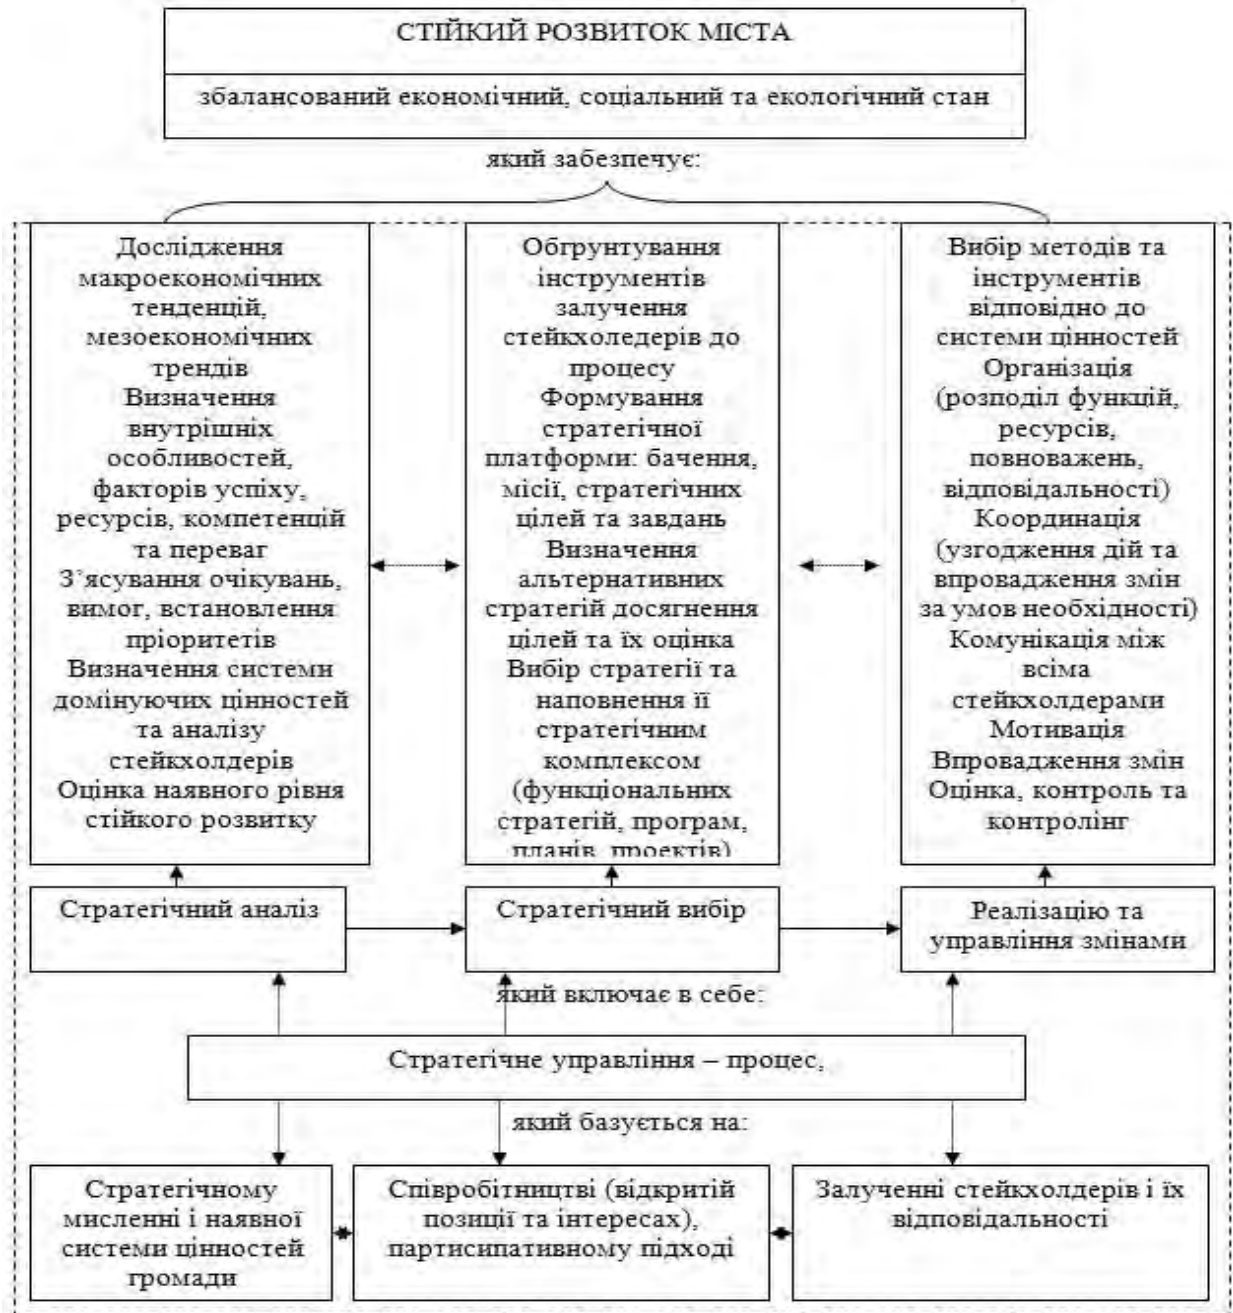 СТІЙКИЙ РОЗВИТОК МІСТА
збалансований економічний, соціальний та екологічний стан
який забезпечує:
Дослідження
макроекономічних
тенденцій,
мезоекономічних
трендів
Визначення
внутрішніх
особливостей,
факторів успіху,
ресурсів, компетенцій
та переваг
З’ясування очікувань,
вимог, встановлення
пріоритетів
Визначення системи
домінуючих цінностей
та аналізу
стейкхолдерів
Оцінка наявного рівня
стійкого розвитку
Обгрунтування
інструментів
залучення
стейкхоледерів до
процесу
Формування
стратегічної
платформи: бачення,
місії, стратегічних
цілей та завдань
Визначення
альтернативних
стратегій досягнення
цілей та їх оцінка
Вибір стратегії та
наповнення її
стратегічним
комплексом
(функціональних
стратегій, програм,
планів, проектів)
Вибір методів та
інструментів
відповідно до
системи цінностей
Організація
(розподіл функцій,
ресурсів,
повноважень,
відповідальності)
Координація
(узгодження дій та
впровадження змін
за умов необхідності)
Комунікація між
всіма
стейкхолдерами
Мотивація
Впровадження змін
Оцінка, контроль та
контролінг
Стратегічний аналіз
Стратегічний вибір
Реалізацію та
управління змінами
який включає в себе:
Стратегічне управління – процес,
який базується на:
Стратегічному
мисленні і наявної
системи цінностей
громади
Співробітництві (відкритій
позиції та інтересах),
партисипативному підході
Залученні стейкхолдерів і їх
відповідальності